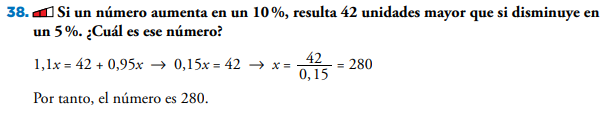 38. Si un número aumenta en un 10%, resulta 42 unidades mayor que si disminuye en
un 5%. ¿Cuál es ese número?
1,1x = 42 + 0,95x → 0,15x = 42 → x = 42/0,15 = 280
Por tanto, el número es 280.